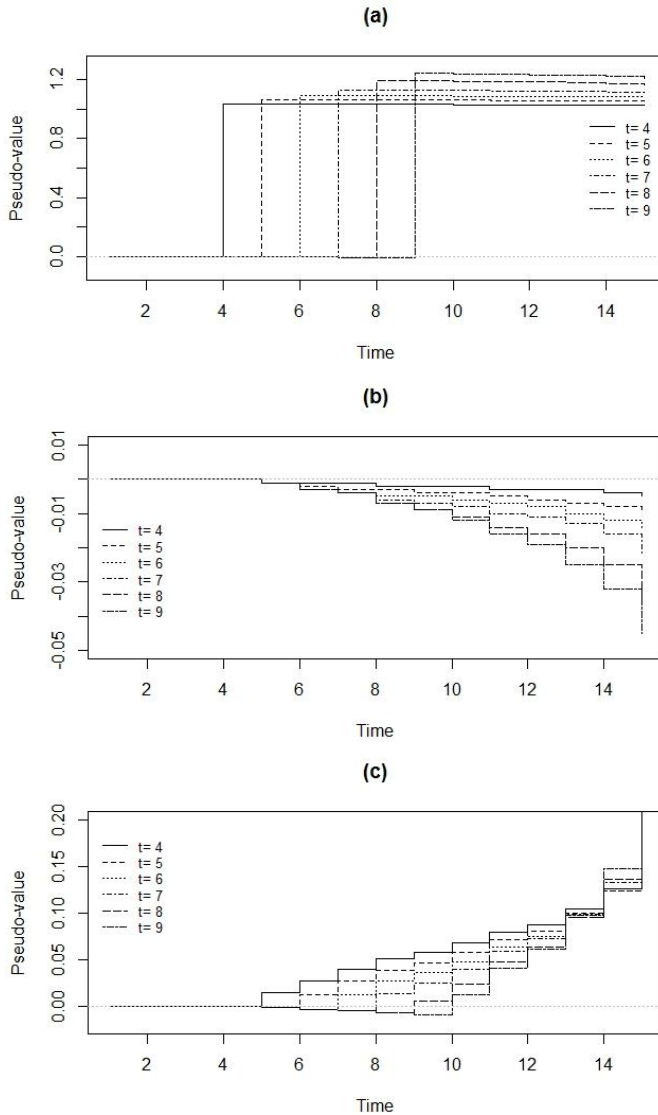 (a)
Pseudo-value
1.2
0.8
0.4
0.0
t= 4
t= 5
t= 6
t= 7
t= 8
t= 9
2 4 6 8 10 12 14
Time
(b)
Pseudo-value
0.01
-0.01
-0.03
-0.05
t= 4
t= 5
t= 6
t= 7
t= 8
t= 9
2 4 6 8 10 12 14
Time
(c)
Pseudo-value
0.20
0.15
0.10
0.05
0.00
t= 4
t= 5
t= 6
t= 7
t= 8
t= 9
2 4 6 8 10 12 14
Time